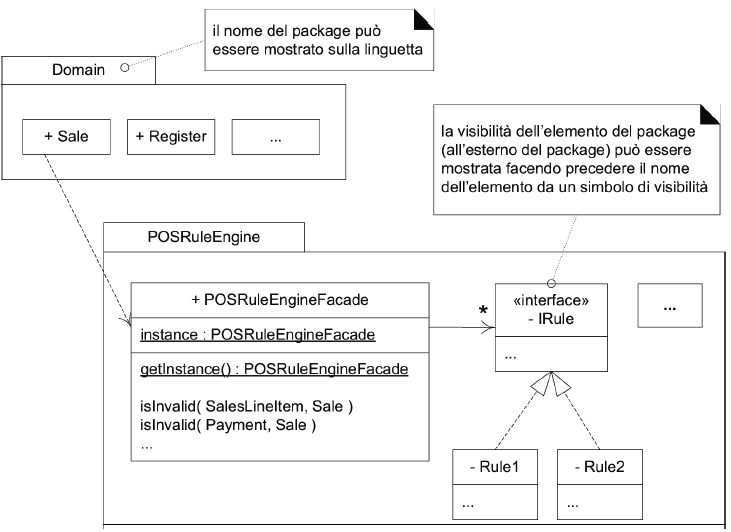 il nome del package può
essere mostrato sulla linguetta
Domain
+ Sale
+ Register
...
la visibilità dell'elemento del package
(all'esterno del package) può essere
mostrata facendo precedere il nome
dell'elemento da un simbolo di visibilità
POSRuleEngine
+ POSRuleEngineFacade
instance : POSRuleEngineFacade
getInstance() : POSRuleEngineFacade
isInvalid( SalesLineItem, Sale )
isInvalid( Payment, Sale )
...
*
«interface»
- IRule
...
...
- Rule1
...
- Rule2
...